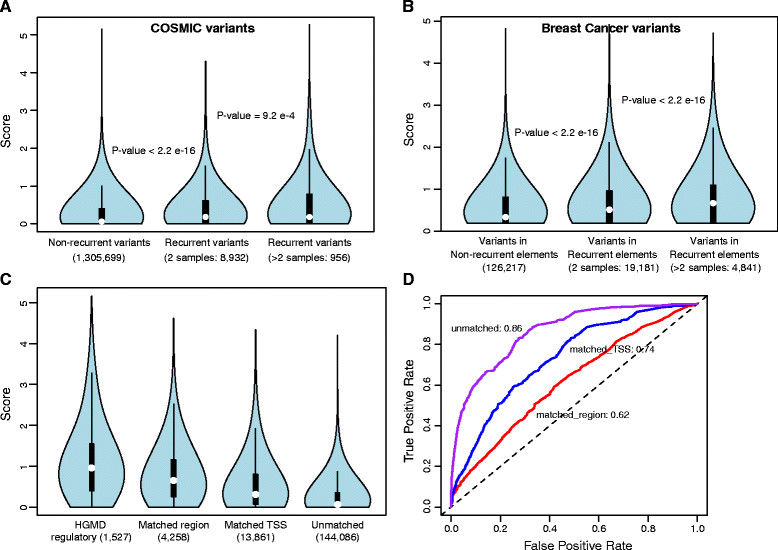 A
COSMIC variants
Score
5
4
3
2
1
0
P-value < 2.2 e-16
P-value = 9.2 e-4
Non-recurrent variants
(1,305,699)
Recurrent variants
(2 samples: 8,932)
Recurrent variants
(>2 samples: 956)
B
Breast Cancer variants
Score
5
4
3
2
1
0
P-value < 2.2 e-16
P-value < 2.2 e-16
Variants in
Non-recurrent elements
(126,217)
Variants in
Recurrent elements
(2 samples: 19,181)
Variants in
Recurrent elements
(>2 samples: 4,841)
C
Score
5
4
3
2
1
0
HGMD
regulatory (1,527)
Matched region
(4,258)
Matched TSS
(13,861)
Unmatched
(144,086)
D
True Positive Rate
1.0
0.8
0.6
0.4
0.2
0.0
unmatched: 0.86
matched_TSS: 0.74
matched_region: 0.62
0.0
0.2
0.4
0.6
0.8
1.0
False Positive Rate